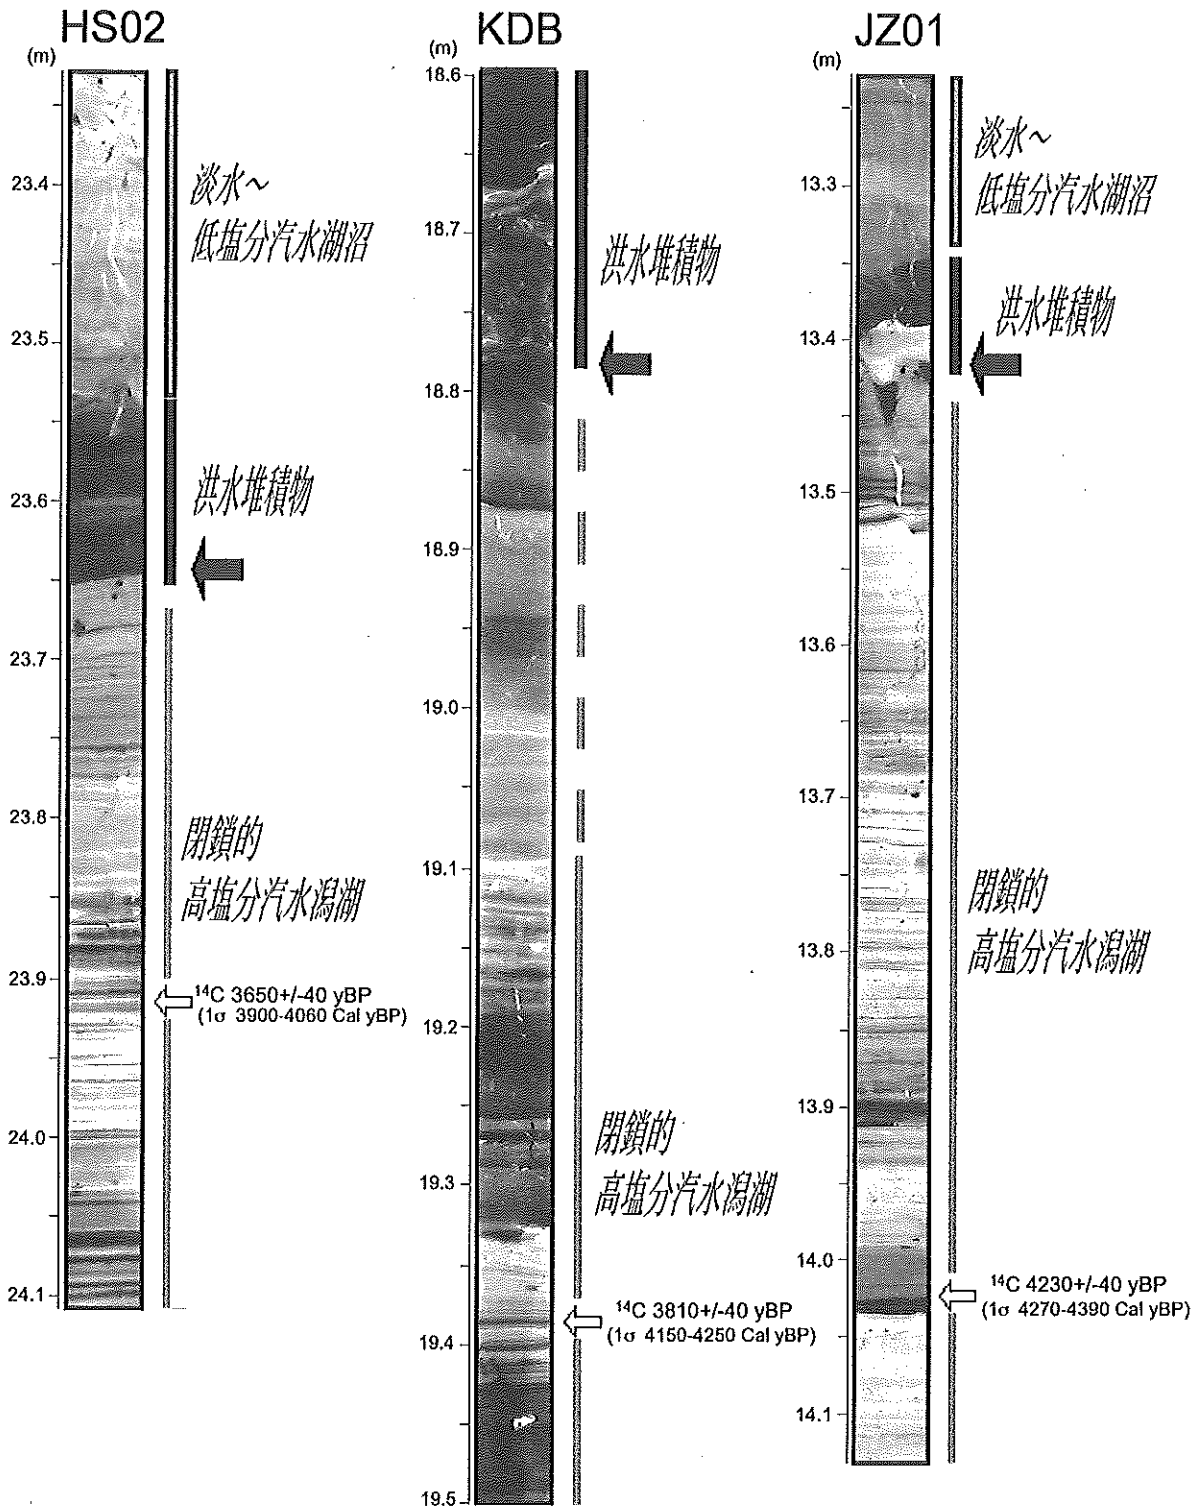 HS02
(m)
23.4
23.5
23.6
23.7
23.8
23.9
24.0
24.1
淡水~
低塩分汽水湖沼
洪水堆積物
閉鎖的
高塩分汽水潟湖
14C 3650+/-40 yBP
(1σ 3900-4060 Cal yBP)
KDB
(m)
18.6
18.7
18.8
18.9
19.0
19.1
19.2
19.3
19.4
19.5
洪水堆積物
閉鎖的
高塩分汽水潟湖
14C 3810+/-40 yBP
(1σ 4150-4250 Cal yBP)
JZ01
(m)
13.3
13.4
13.5
13.6
13.7
13.8
13.9
14.0
14.1
淡水~
低塩分汽水湖沼
洪水堆積物
閉鎖的
高塩分汽水潟湖
14C 4230+/-40 yBP
(1σ 4270-4390 Cal yBP)